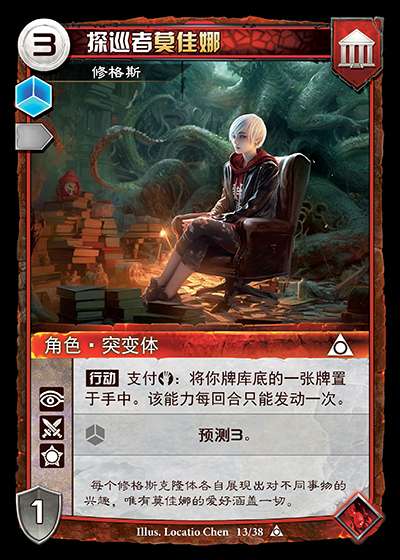 3
探巡者莫佳娜
修格斯
角色·突变体
行动 支付：将你牌库底的一张牌置
于手中。该能力每回合只能发动一次。
预测3。
每个修格斯克隆体各自展现出对不同事物的
兴趣，唯有莫佳娜的爱好涵盖一切。
1
Illus. Locatio Chen 13/38